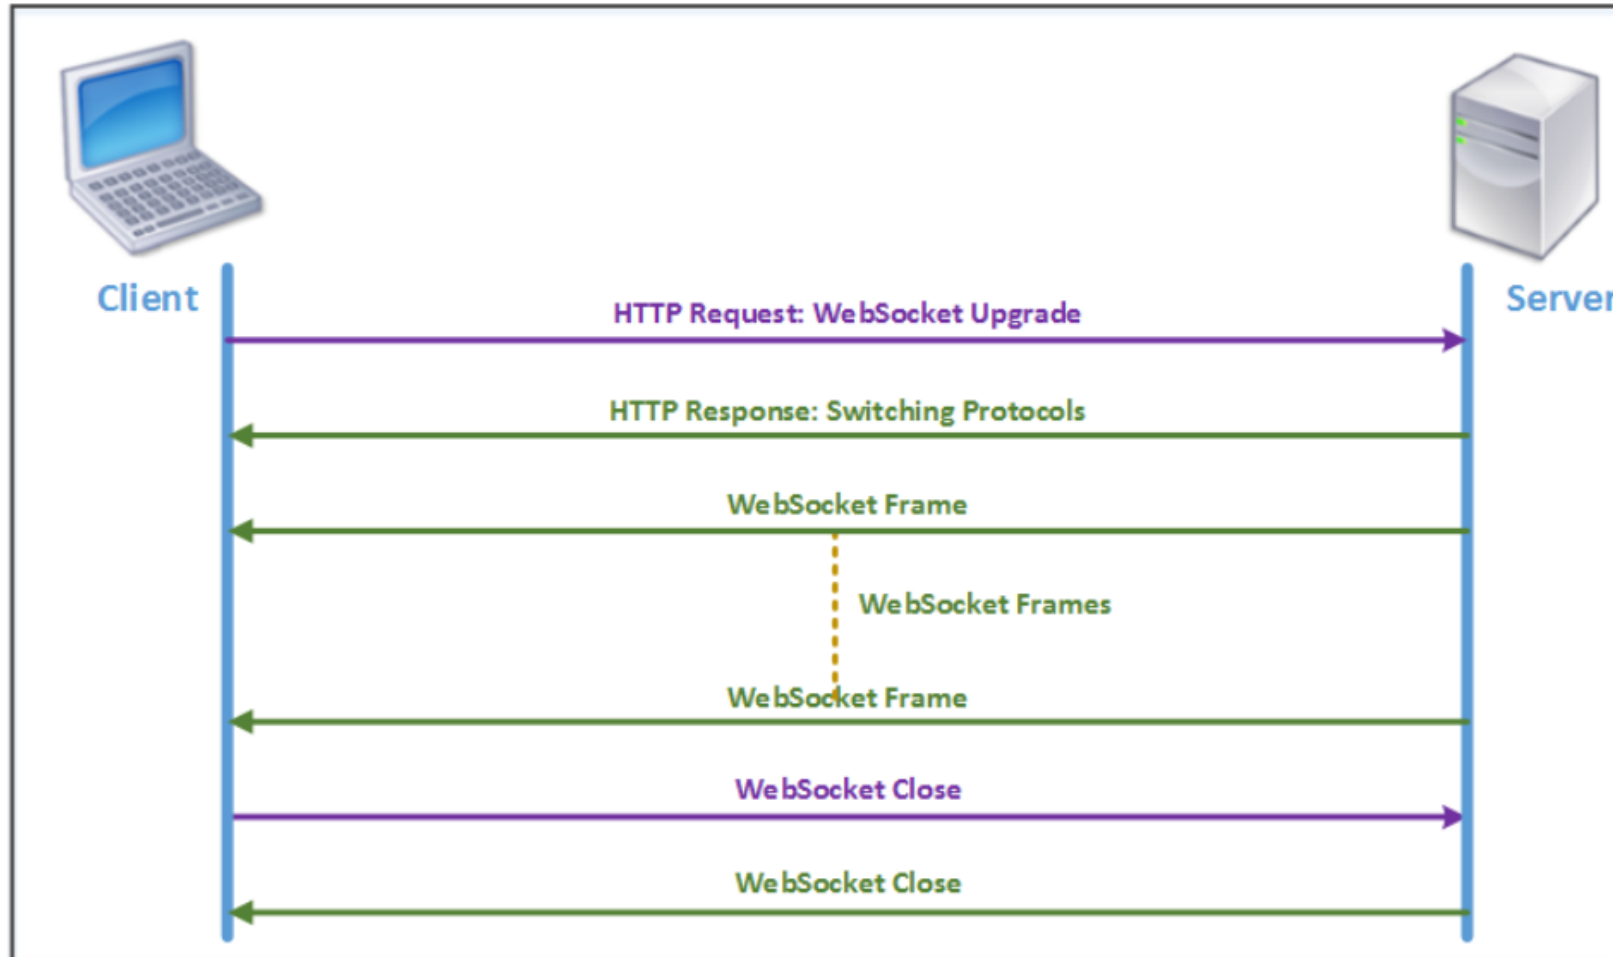 Client
Server
HTTP Request: WebSocket Upgrade
HTTP Response: Switching Protocols
WebSocket Frame
WebSocket Frames
WebSocket Frame
WebSocket Close
WebSocket Close